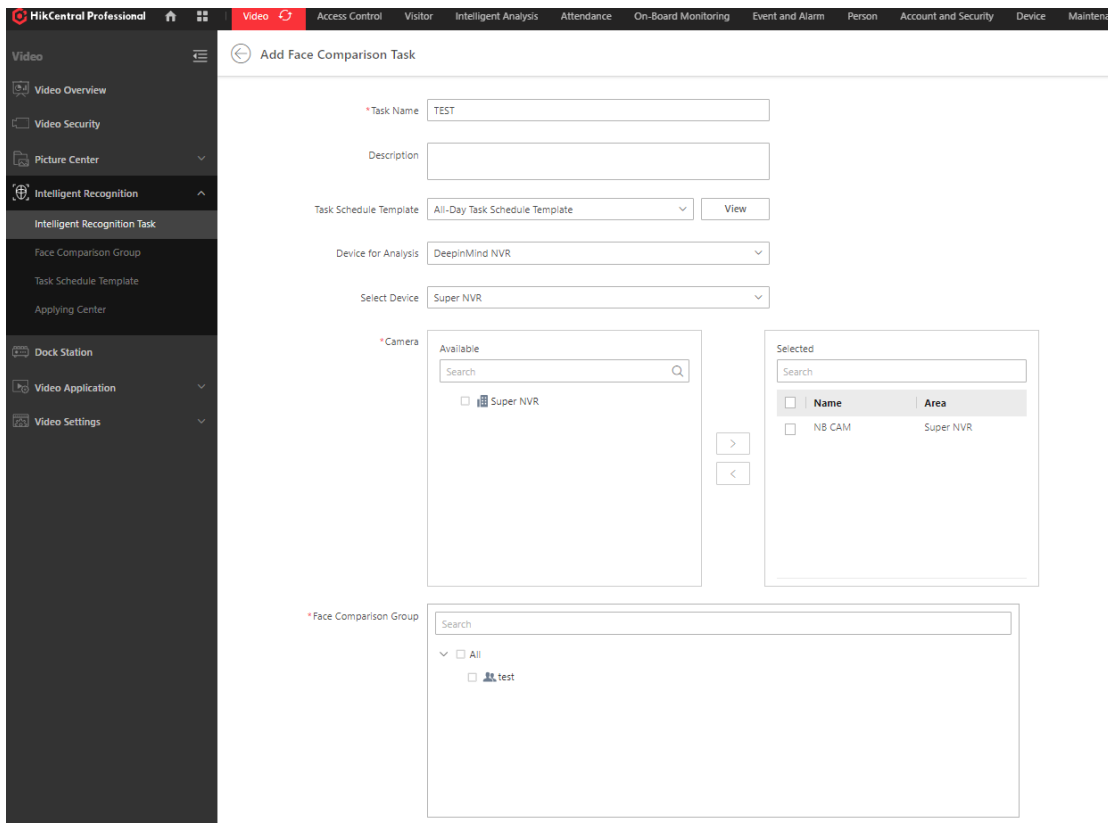 HikCentral Professional Video Access Control Visitor Intelligent Analysis Attendance On-Board Monitoring Event and Alarm Person Account and Security Device Maintena
Video
Video Overview
Video Security
Picture Center
Intelligent Recognition
Intelligent Recognition Task
Face Comparison Group
Task Schedule Template
Applying Center
Dock Station
Video Application
Video Settings
Add Face Comparison Task
*Task Name TEST
Description
Task Schedule Template All-Day Task Schedule Template View
Device for Analysis DeepinMind NVR
Select Device Super NVR
*Camera
Available
Search
Super NVR
>
<
Selected
Search
Name Area
NB CAM Super NVR
*Face Comparison Group
Search
All
test